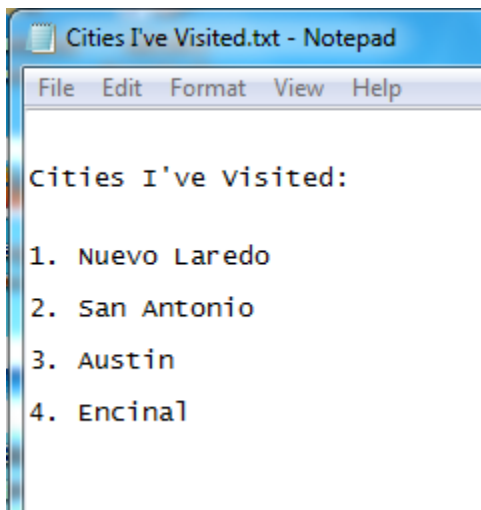 Cities I've Visited.txt - Notepad
File Edit Format View Help
Cities I've Visited:
1. Nuevo Laredo
2. San Antonio
3. Austin
4. Encinal